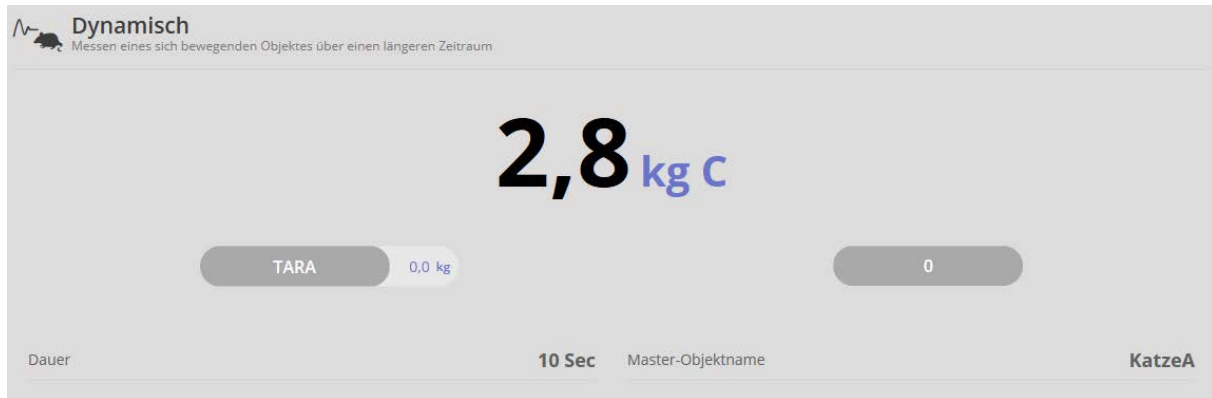 Dynamisch
Messen eines sich bewegenden Objektes über einen längeren Zeitraum
2,8 kg C
TARA 0,0 kg 0
Dauer 10 Sec Master-Objektname KatzeA